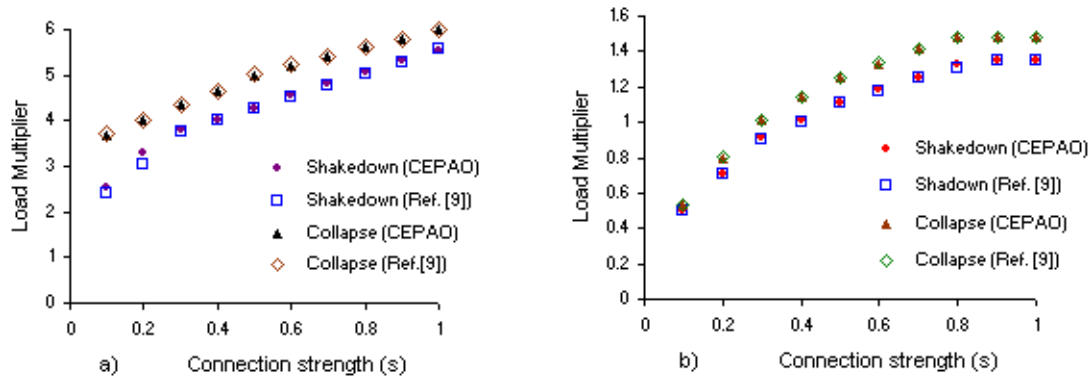 Load Multiplier
6
5
4
3
2
1
0
0 0.2 0.4 0.6 0.8 1
Shakedown (CEPAO)
Shakedown (Ref. [9])
Collapse (CEPAO)
Collapse (Ref.[9])
a) Connection strength (s)
Load Multiplier
1.6
1.4
1.2
1
0.8
0.6
0.4
0.2
0
0 0.2 0.4 0.6 0.8 1
Shakedown (CEPAO)
Shadown (Ref. [9])
Collapse (CEPAO)
Collapse (Ref. [9])
b) Connection strength (s)